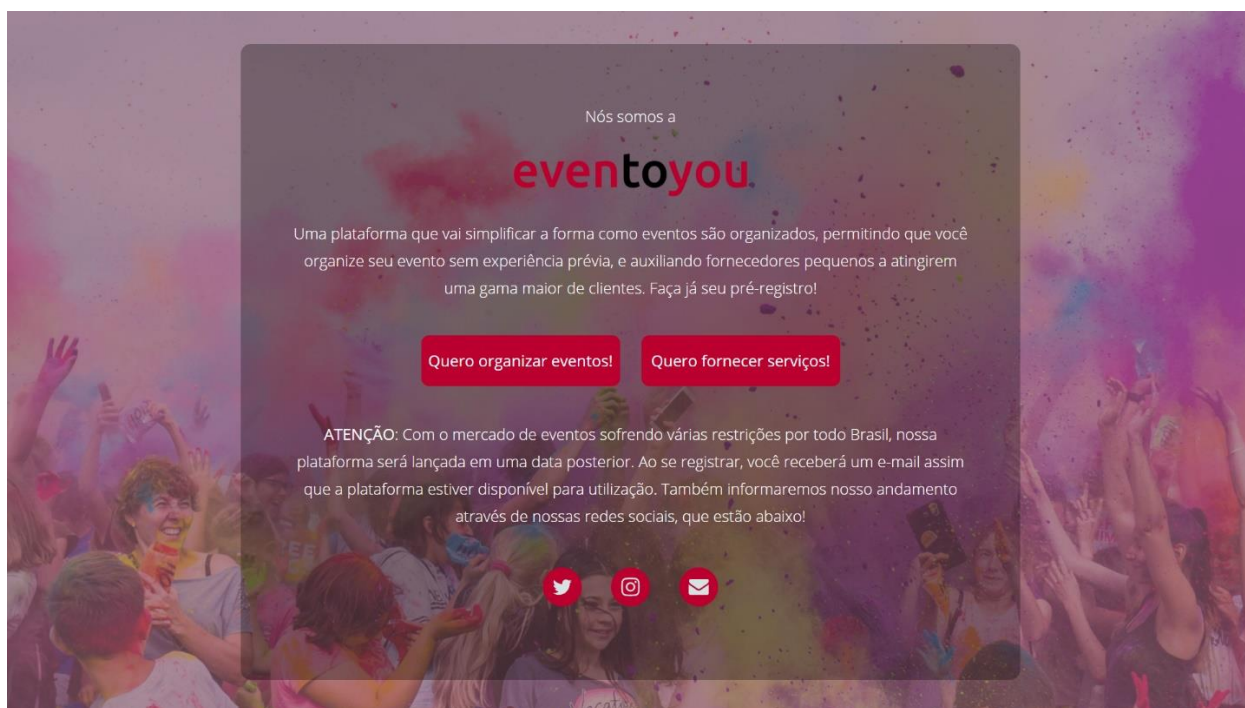 Nós somos a
eventoyou
Uma plataforma que vai simplificar a forma como eventos são organizados, permitindo que você
organize seu evento sem experiência prévia, e auxiliando fornecedores pequenos a atingirem
uma gama maior de clientes. Faça já seu pré-registro!
Quero organizar eventos! Quero fornecer serviços!
ATENÇÃO: Com o mercado de eventos sofrendo várias restrições por todo Brasil, nossa
plataforma será lançada em uma data posterior. Ao se registrar, você receberá um e-mail assim
que a plataforma estiver disponível para utilização. Também informaremos nosso andamento
através de nossas redes sociais, que estão abaixo!